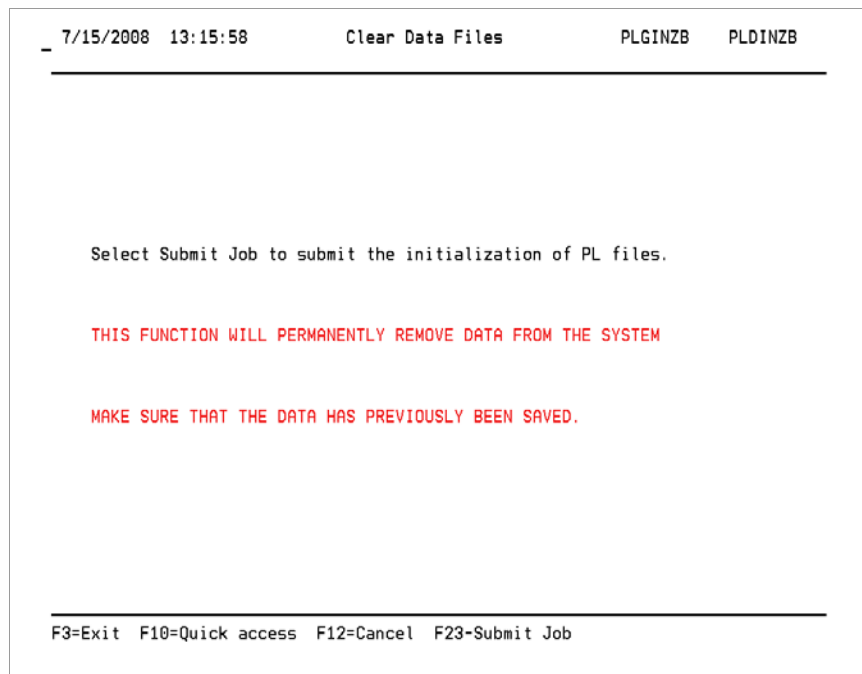 _ 7/15/2008 13:15:58 Clear Data Files PLGINZB PLDINZB
Select Submit Job to submit the initialization of PL files.
THIS FUNCTION WILL PERMANENTLY REMOVE DATA FROM THE SYSTEM
MAKE SURE THAT THE DATA HAS PREVIOUSLY BEEN SAVED.
F3=Exit F10=Quick access F12=Cancel F23-Submit Job